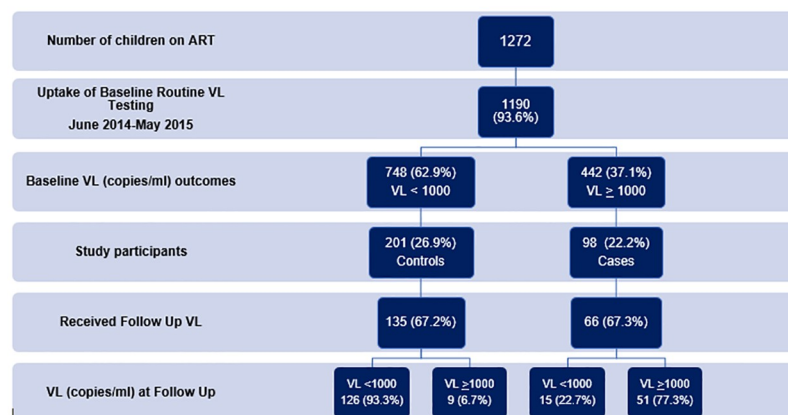 Number of children on ART
1272
Uptake of Baseline Routine VL
Testing
June 2014-May 2015
1190
(93.6%)
Baseline VL (copies/ml) outcomes
748 (62.9%)
VL < 1000
442 (37.1%)
VL ≥ 1000
Study participants
201 (26.9%)
Controls
98 (22.2%)
Cases
Received Follow Up VL
135 (67.2%)
66 (67.3%)
VL (copies/ml) at Follow Up
VL <1000
126 (93.3%)
VL ≥1000
9 (6.7%)
VL <1000
15 (22.7%)
VL ≥1000
51 (77.3%)